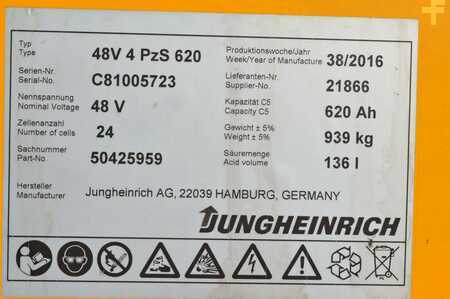 Typ
Type 48V 4 PzS 620 Produktionswoche/Jahr
Week/Year of Manufacture 38/2016
Serien-Nr.
Serial-No. C81005723 Lieferanten-Nr.
Supplier-No. 21866
Nennspannung
Nominal Voltage 48 V Kapazität C5
Capacity C5 620 Ah
Zellenanzahl
Number of cells 24 Gewicht ± 5%
Weight ± 5% 939 kg
Sachnummer
Part-No. 50425959 Säuremenge
Acid volume 136 l
Hersteller
Manufacturer Jungheinrich AG, 22039 HAMBURG, GERMANY
JUNGHEINRICH
Pb